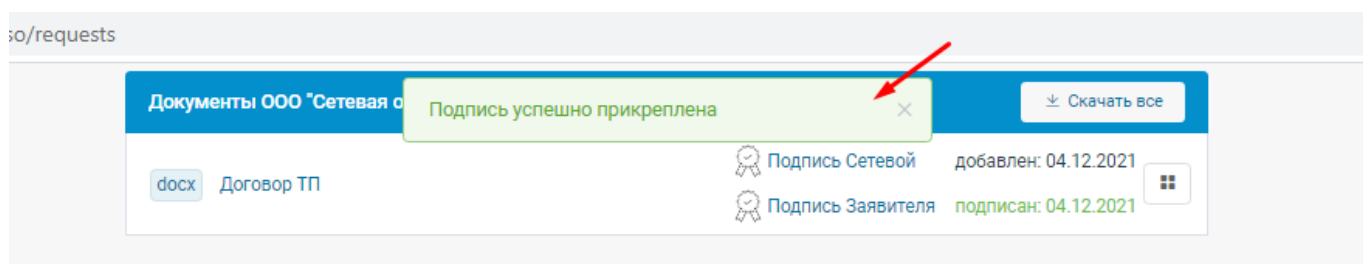 so/requests
Документы ООО "Сетевая о
Подпись успешно прикреплена
Скачать все
docx Договор ТП
Подпись Сетевой добавлен: 04.12.2021
Подпись Заявителя подписан: 04.12.2021